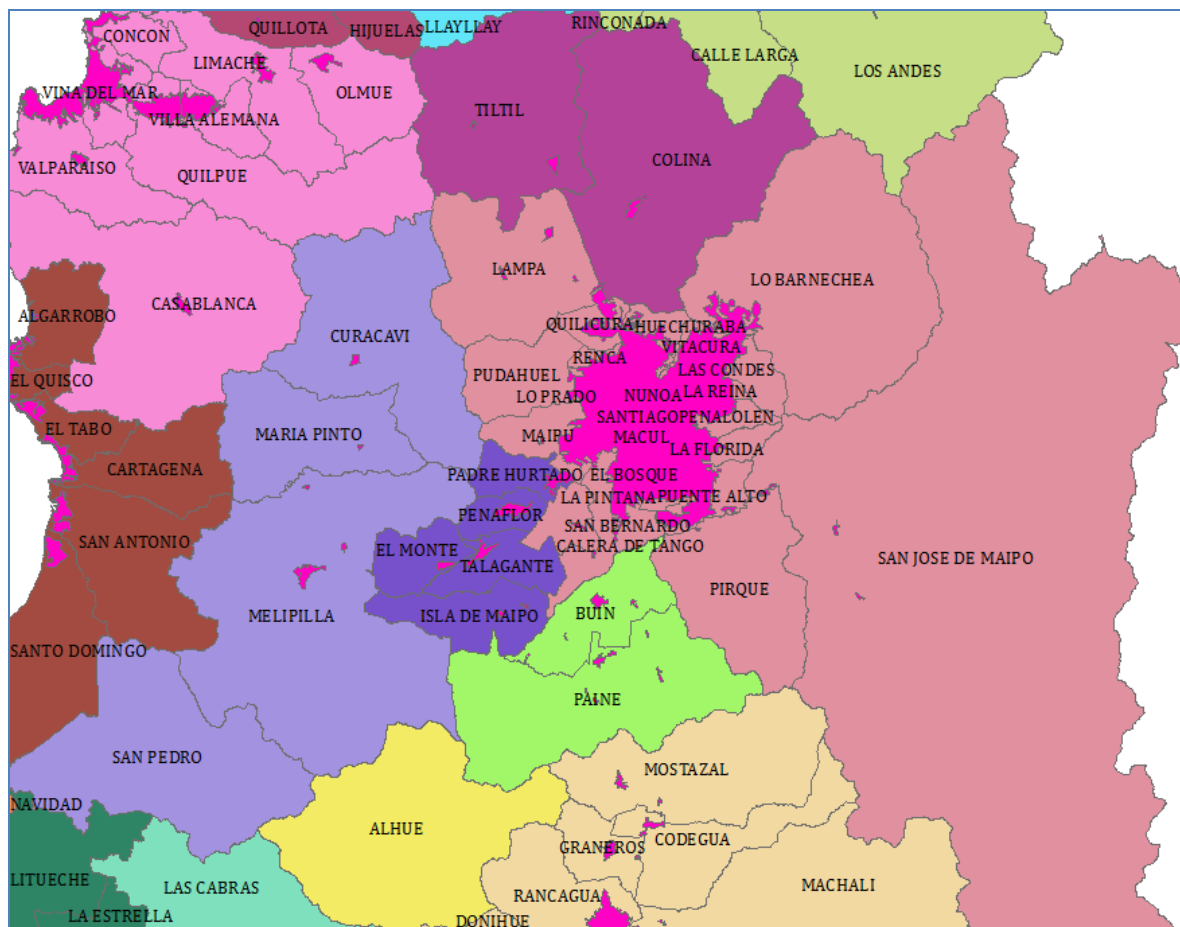 RINCONADA
QUILLOTA
HIJUELAS
LLAYLLAY
CONCON
CALLE LARGA
LIMACHE
LOS ANDES
VINA DEL MAR
OLMUE
TILTIL
VILLA ALEMANA
COLINA
VALPARAISO
QUILPUE
LAMPA
LO BARNECHEA
CASABLANCA
ALGARROBO
QUILICURA
HUECHURABA
CURACAVI
VITACURA
RENCA
LAS CONDES
PUDAHUEL
EL QUISCO
LA REINA
LO PRADO
NUNOA
SANTIAGO
PENALOLEN
EL TABO
MARIA PINTO
MAIPU
MACUL
LA FLORIDA
CARTAGENA
PADRE HURTADO
EL BOSQUE
LA PINTANA
PUENTE ALTO
PENAFLOR
SAN BERNARDO
SAN ANTONIO
EL MONTE
CALERA DE TANGO
SAN JOSE DE MAIPO
TALAGANTE
PIRQUE
MELIPILLA
ISLA DE MAIPO
BUIN
SANTO DOMINGO
PAINE
SAN PEDRO
MOSTAZAL
NAVIDAD
ALHUE
CODEGUA
GRANEROS
LITUECHE
LAS CABRAS
MACHALI
RANCAGUA
LA ESTRELLA
DONIHUE